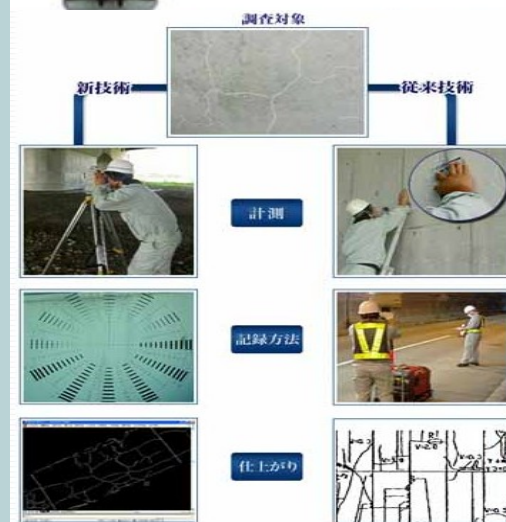 調査対象
新技術
従来技術
計測
記録方法
仕上がり